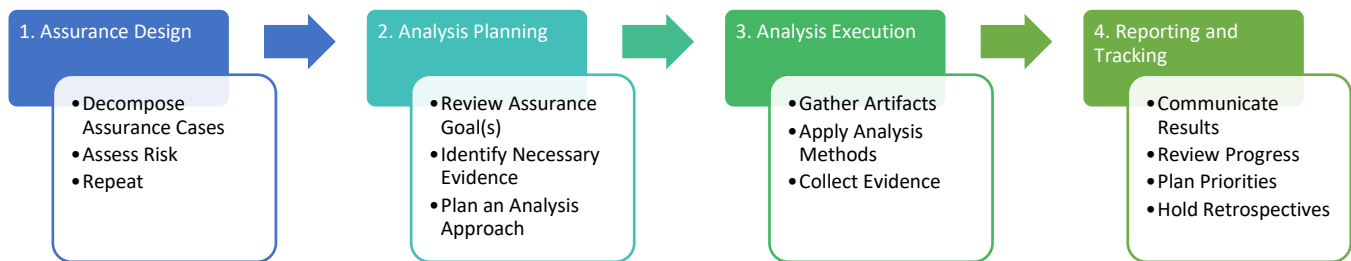 1. Assurance Design
•Decompose
Assurance Cases
•Assess Risk
•Repeat
2. Analysis Planning
•Review Assurance
Goal(s)
•Identify Necessary
Evidence
•Plan an Analysis
Approach
3. Analysis Execution
•Gather Artifacts
•Apply Analysis
Methods
•Collect Evidence
4. Reporting and
Tracking
•Communicate
Results
•Review Progress
•Plan Priorities
•Hold Retrospectives